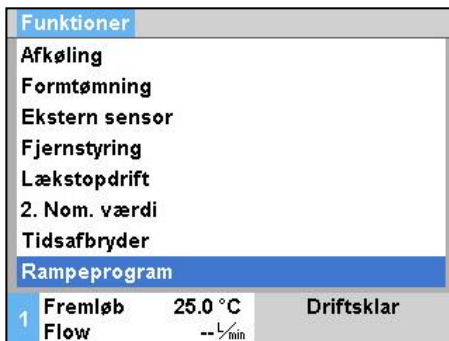 Funktioner
Afkøling
Formtømning
Ekstern sensor
Fjernstyring
Lækstopdrift
2. Nom. værdi
Tidsafbryder
Rampeprogram
1 Fremløb 25.0 °C Driftsklar
Flow -- L/min